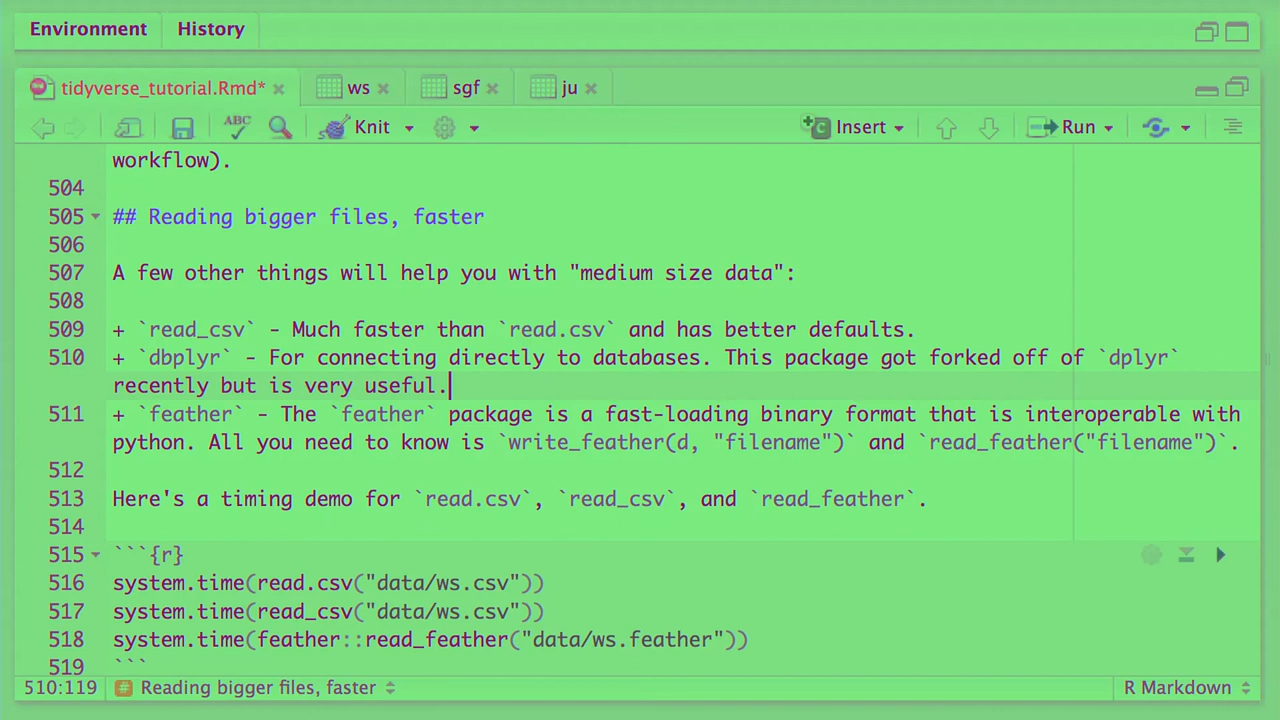 Environment History
tidyverse_tutorial.Rmd* ws sgf ju
ABC Knit Insert Run
workflow).
504
505 ## Reading bigger files, faster
506
507 A few other things will help you with "medium size data":
508
509 + `read_csv` - Much faster than `read.csv` and has better defaults.
510 + `dbplyr` - For connecting directly to databases. This package got forked off of `dplyr`
recently but is very useful.
511 + `feather` - The `feather` package is a fast-loading binary format that is interoperable with
python. All you need to know is `write_feather(d, "filename")` and `read_feather("filename")`.
512
513 Here's a timing demo for `read.csv`, `read_csv`, and `read_feather`.
514
515 ```{r}
516 system.time(read.csv("data/ws.csv"))
517 system.time(read_csv("data/ws.csv"))
518 system.time(feather::read_feather("data/ws.feather"))
519 ```
510:119 # Reading bigger files, faster R Markdown